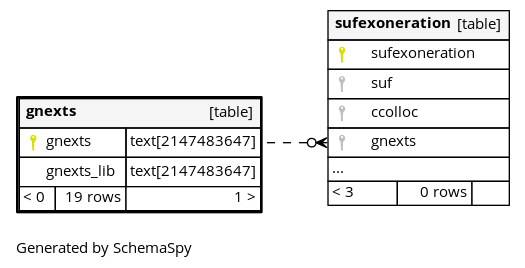 sufexoneration [table]
sufexoneration
suf
ccolloc
gnexts
...
< 3 0 rows
gnexts [table]
gnexts text[2147483647]
gnexts_lib text[2147483647]
< 0 19 rows 1 >
Generated by SchemaSpy